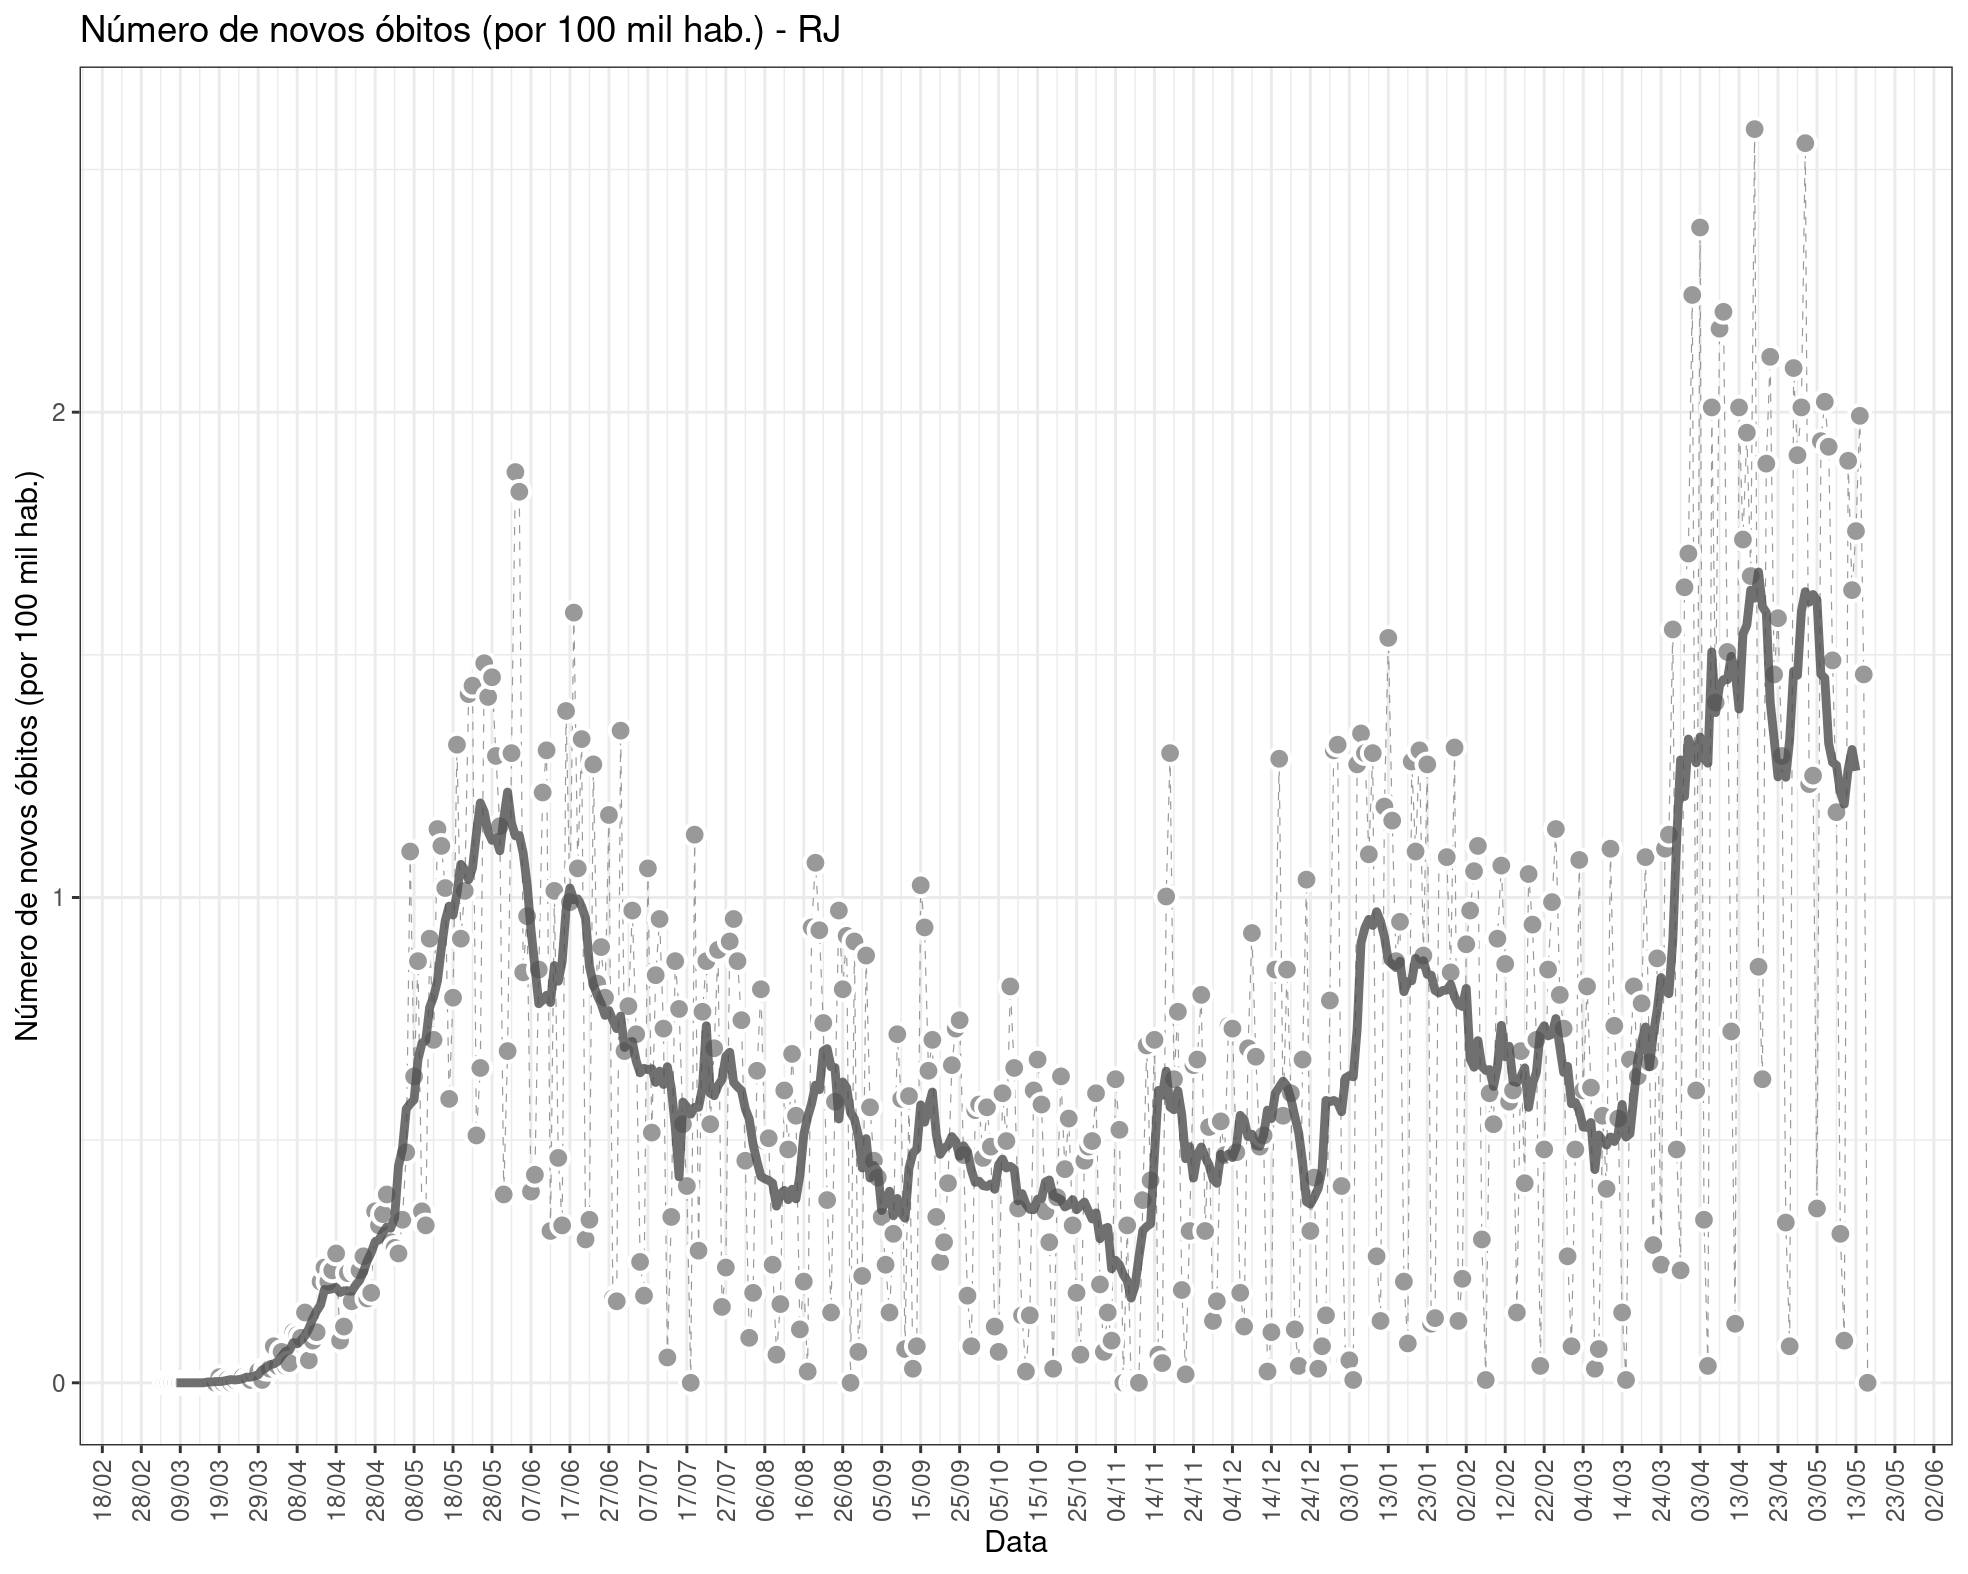 Número de novos óbitos (por 100 mil hab.) - RJ
Número de novos óbitos (por 100 mil hab.)
2
1
0
18/02 28/02 09/03 19/03 29/03 08/04 18/04 28/04 08/05 18/05 28/05 07/06 17/06 27/06 07/07 17/07 27/07 06/08 16/08 26/08 05/09 15/09 25/09 05/10 15/10 25/10 04/11 14/11 24/11 04/12 14/12 24/12 03/01 13/01 23/01 02/02 12/02 22/02 04/03 14/03 24/03 03/04 13/04 23/04 03/05 13/05 23/05 02/06
Data